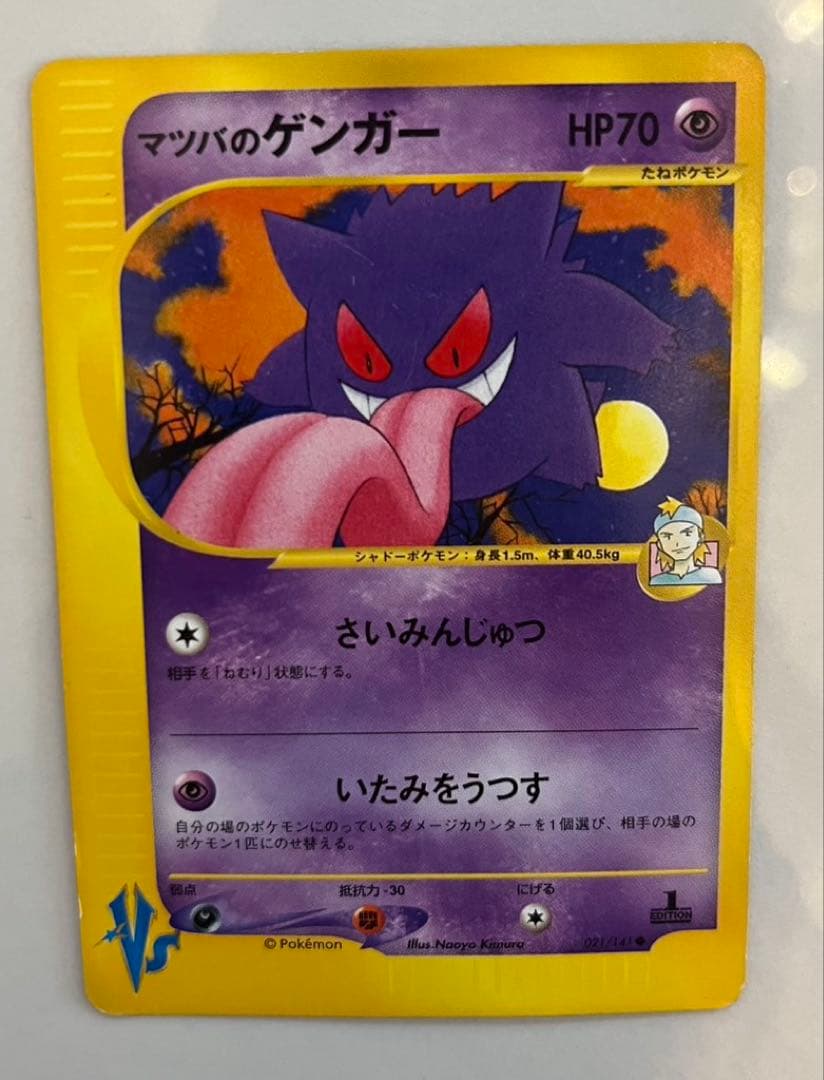 マツバのゲンガー HP70
たねポケモン
シャドーポケモン：身長1.5m、体重40.5kg
さいみんじゅつ
相手を「ねむり」状態にする。
いたみをうつす
自分の場のポケモンにのっているダメージカウンターを1個選び、相手の場の
ポケモン1匹にのせ替える。
弱点 抵抗力-30 にげる
1
EDITION
VS
© Pokémon Illus.Naoyo Kimura 021/141